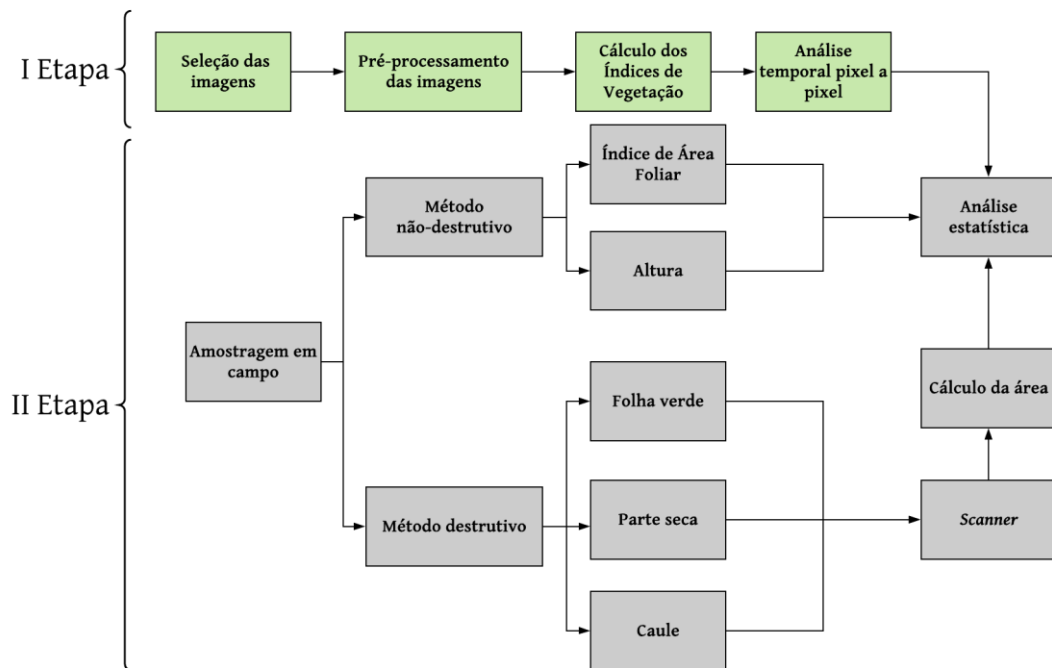 I Etapa
Seleção das
imagens
Pré-processamento
das imagens
Cálculo dos
Índices de
Vegetação
Análise
temporal pixel a
pixel
II Etapa
Amostragem em
campo
Método
não-destrutivo
Índice de Área
Foliar
Altura
Análise
estatística
Método destrutivo
Folha verde
Parte seca
Caule
Scanner
Cálculo da área